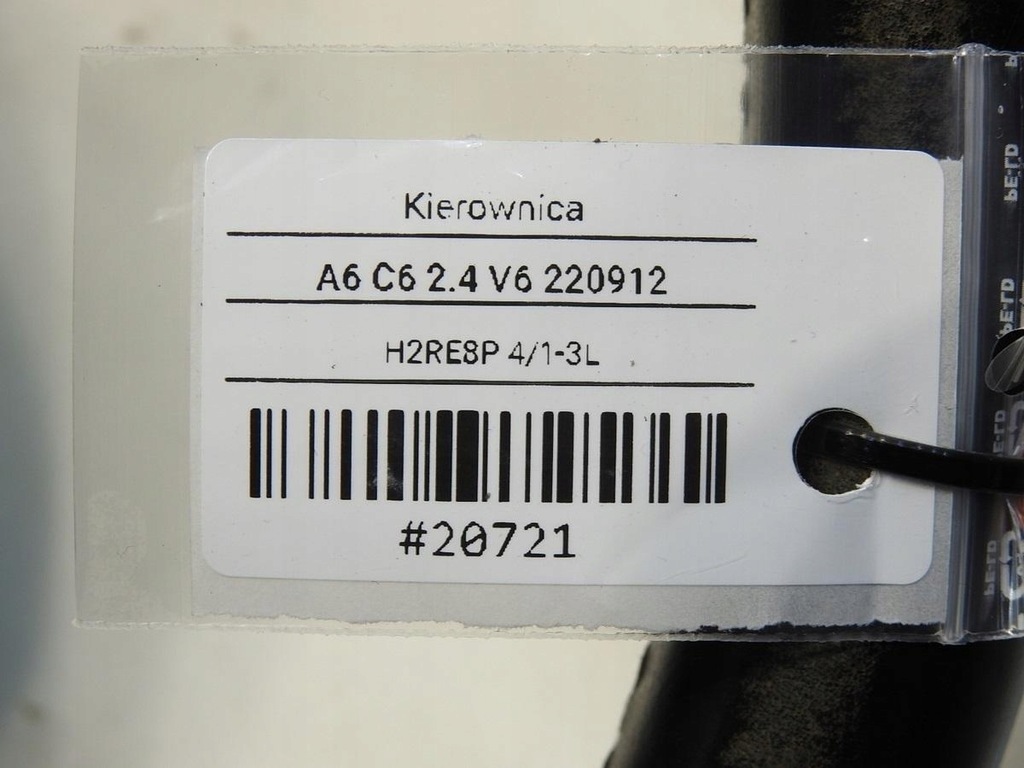 Kierownica
A6 C6 2.4 V6 220912
H2RE8P 4/1-3L
#20721